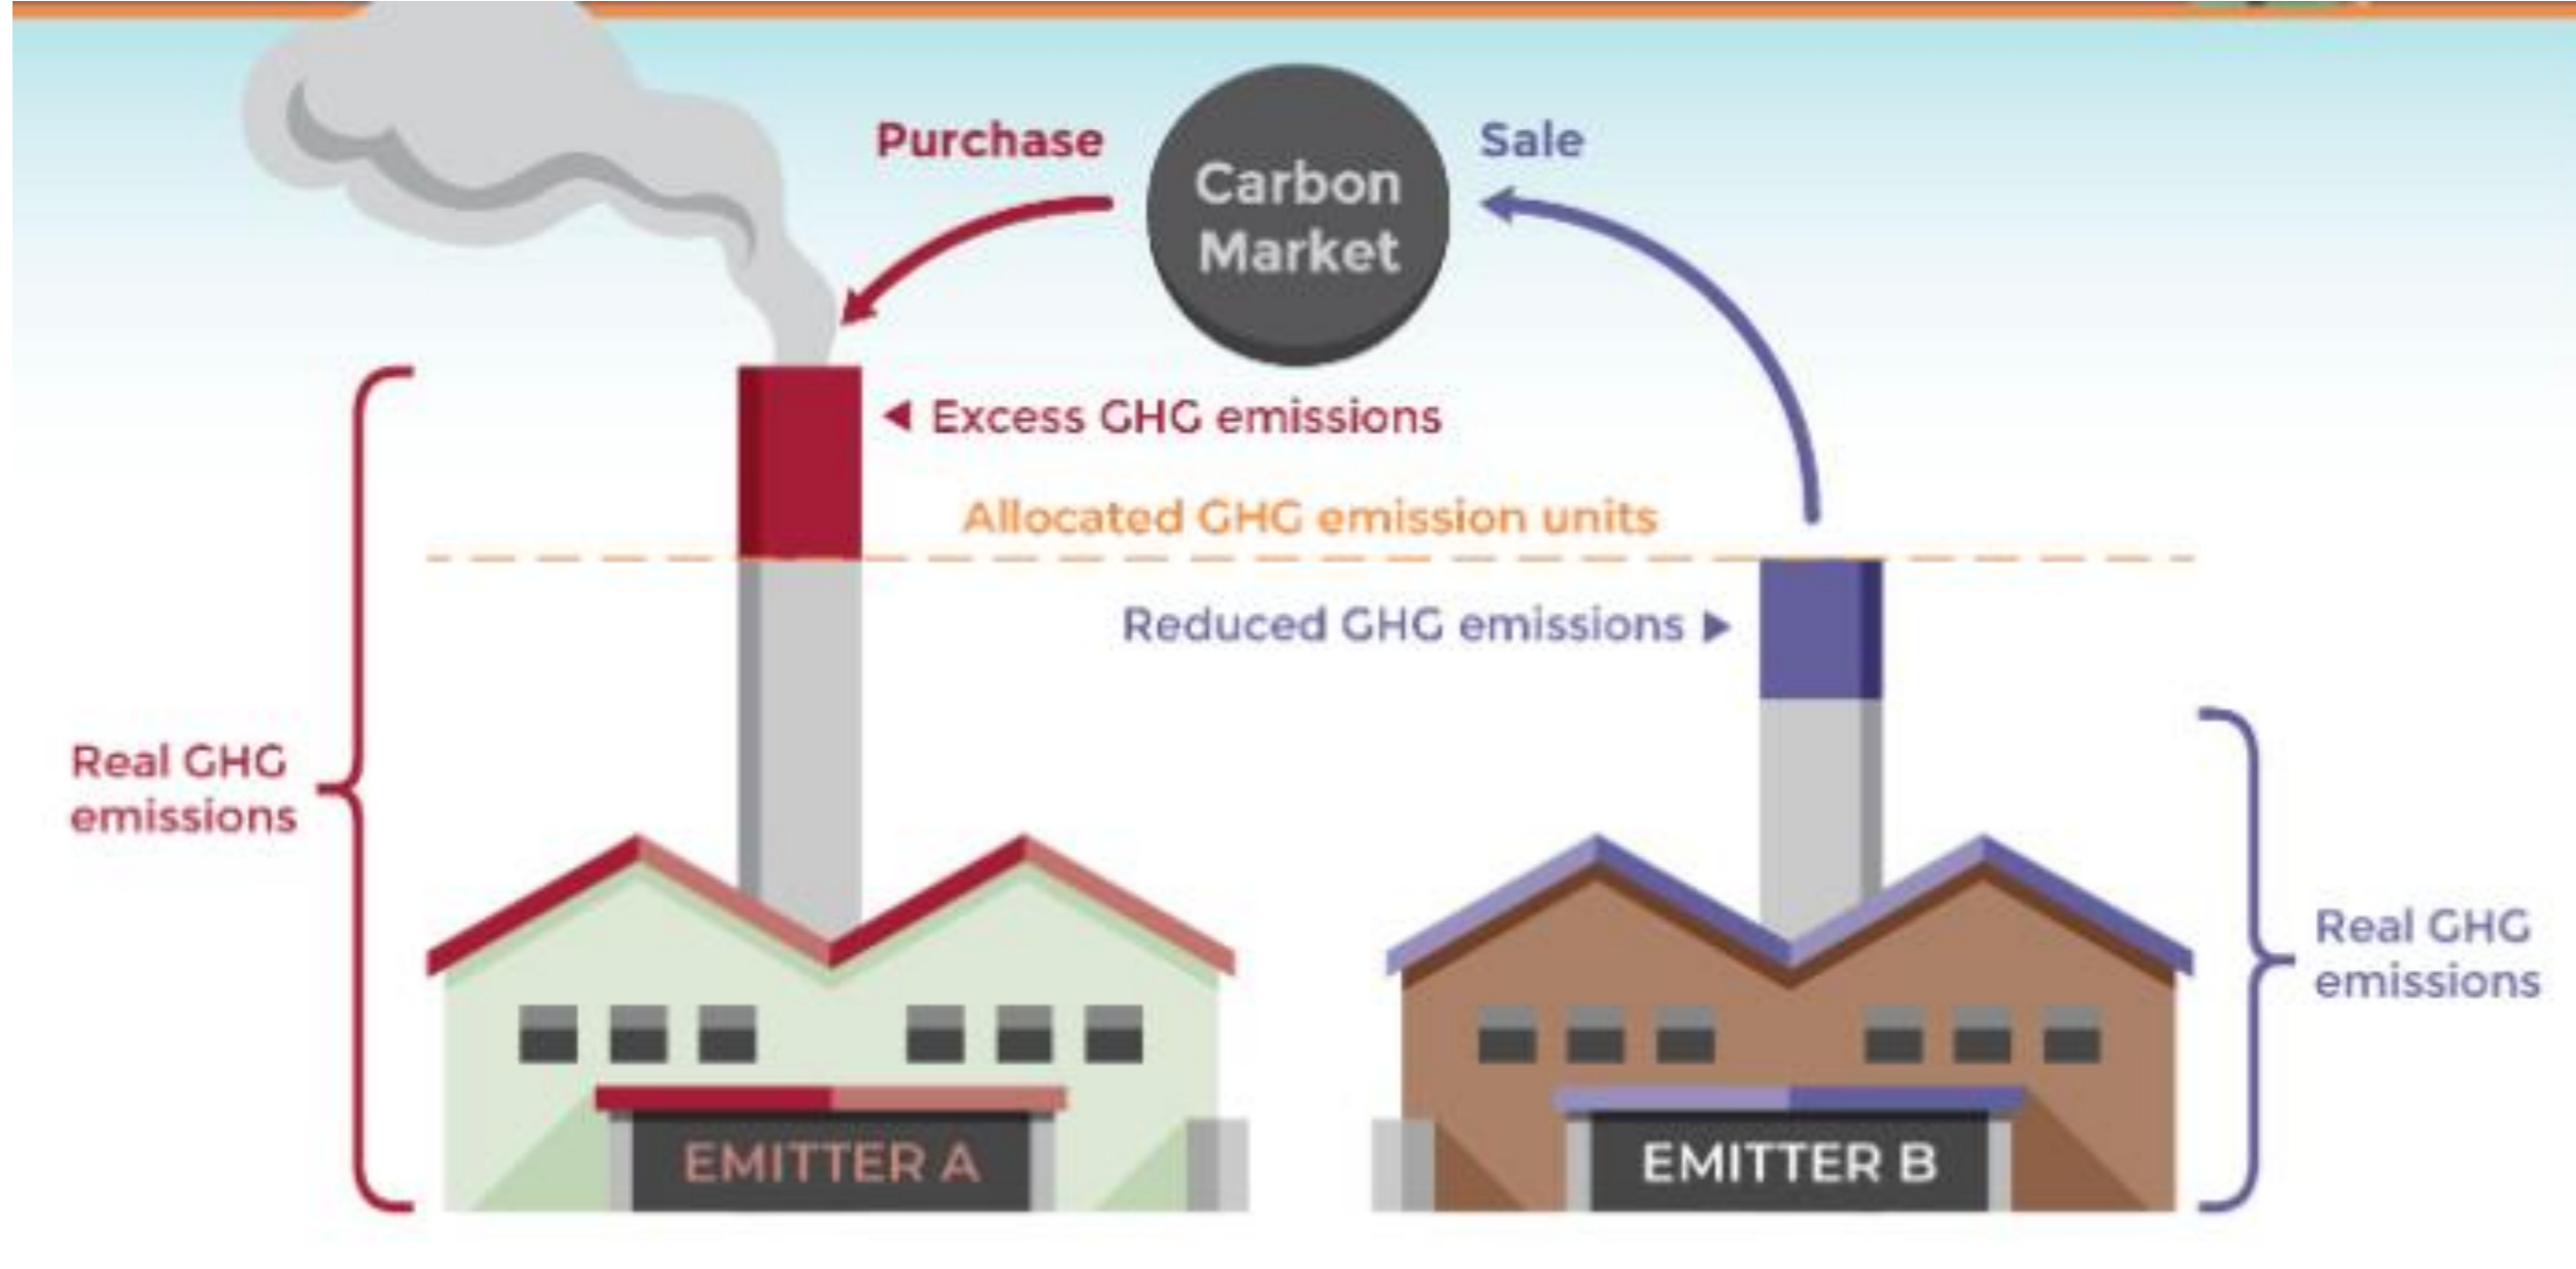 Purchase
Sale
Carbon
Market
Excess GHG emissions
Allocated GHG emission units
Reduced GHG emissions
Real GHG
emissions
Real GHG
emissions
EMITTER A
EMITTER B